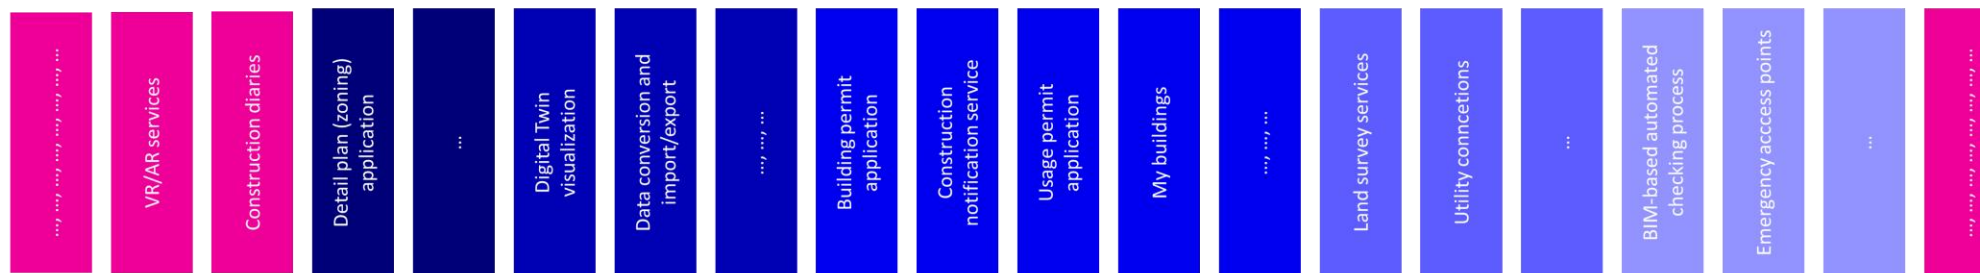 ..., ..., ..., ..., ..., ..., ...
VR/AR services
Construction diaries
Detail plan (zoning)
application
...
Digital Twin
visualization
Data conversion and
import/export
..., ..., ...
Building permit
application
Construction
notification service
Usage permit
application
My buildings
..., ..., ...
Land survey services
Utility conncetions
...
BIM-based automated
checking process
Emergency acccess points
...
..., ..., ..., ..., ..., ..., ...